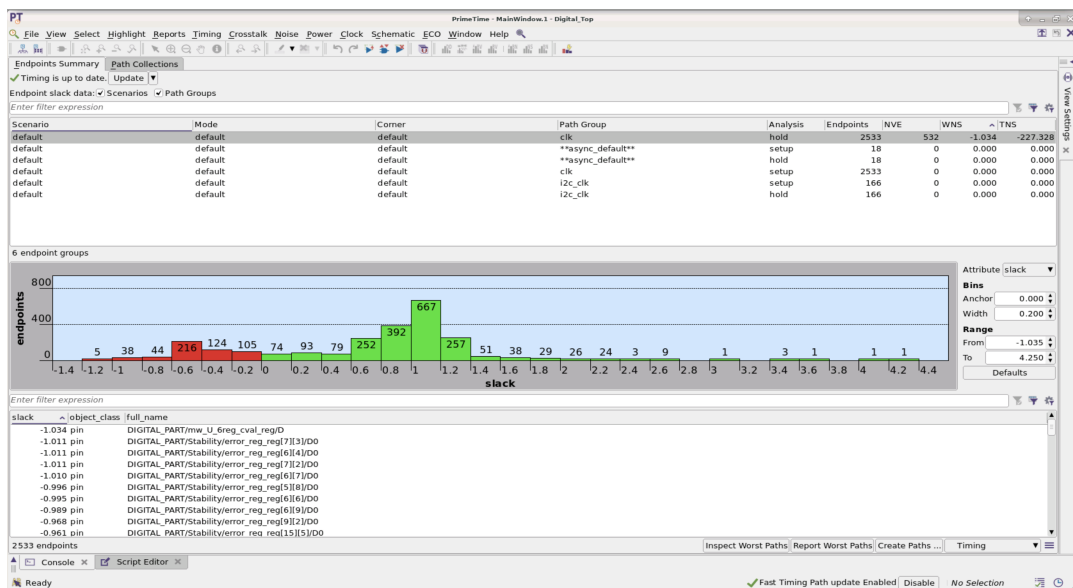 PT
PrimeTime - MainWindow.1 - Digital_Top
File View Select Highlight Reports Timing Crosstalk Noise Power Clock Schematic ECO Window Help
Endpoints Summary Path Collections
Timing is up to date. Update
Endpoint slack data: Scenarios Path Groups
Enter filter expression
Scenario Mode Corner Path Group Analysis Endpoints NVE WNS TNS
default default default clk hold 2533 532 -1.034 -227.328
default default default **async_default** setup 18 0 0.000 0.000
default default default **async_default** hold 18 0 0.000 0.000
default default default clk setup 2533 0 0.000 0.000
default default default i2c_clk setup 166 0 0.000 0.000
default default default i2c_clk hold 166 0 0.000 0.000
6 endpoint groups
View Settings
endpoints
800
400
0
5 38 44 216 124 105 74 93 79 252 392 667 257 51 38 29 26 24 3 9 1 3 1 1 1
-1.4 -1.2 -1 -0.8 -0.6 -0.4 -0.2 0 0.2 0.4 0.6 0.8 1 1.2 1.4 1.6 1.8 2 2.2 2.4 2.6 2.8 3 3.2 3.4 3.6 3.8 4 4.2 4.4
slack
Attribute slack
Bins
Anchor 0.000
Width 0.200
Range
From -1.035
To 4.250
Defaults
Enter filter expression
slack object_class full_name
-1.034 pin DIGITAL_PART/mw_U_6reg_cval_reg/D
-1.011 pin DIGITAL_PART/Stability/error_reg_reg[7][3]/D0
-1.011 pin DIGITAL_PART/Stability/error_reg_reg[6][4]/D0
-1.011 pin DIGITAL_PART/Stability/error_reg_reg[7][2]/D0
-1.010 pin DIGITAL_PART/Stability/error_reg_reg[6][7]/D0
-0.996 pin DIGITAL_PART/Stability/error_reg_reg[5][8]/D0
-0.995 pin DIGITAL_PART/Stability/error_reg_reg[6][6]/D0
-0.989 pin DIGITAL_PART/Stability/error_reg_reg[9][0]/D0
-0.968 pin DIGITAL_PART/Stability/error_reg_reg[9][2]/D0
-0.961 pin DIGITAL_PART/Stability/error_reg_reg[15][5]/D0
2533 endpoints Inspect Worst Paths Report Worst Paths Create Paths ... Timing
Console Script Editor
Ready Fast Timing Path update Enabled Disable No Selection